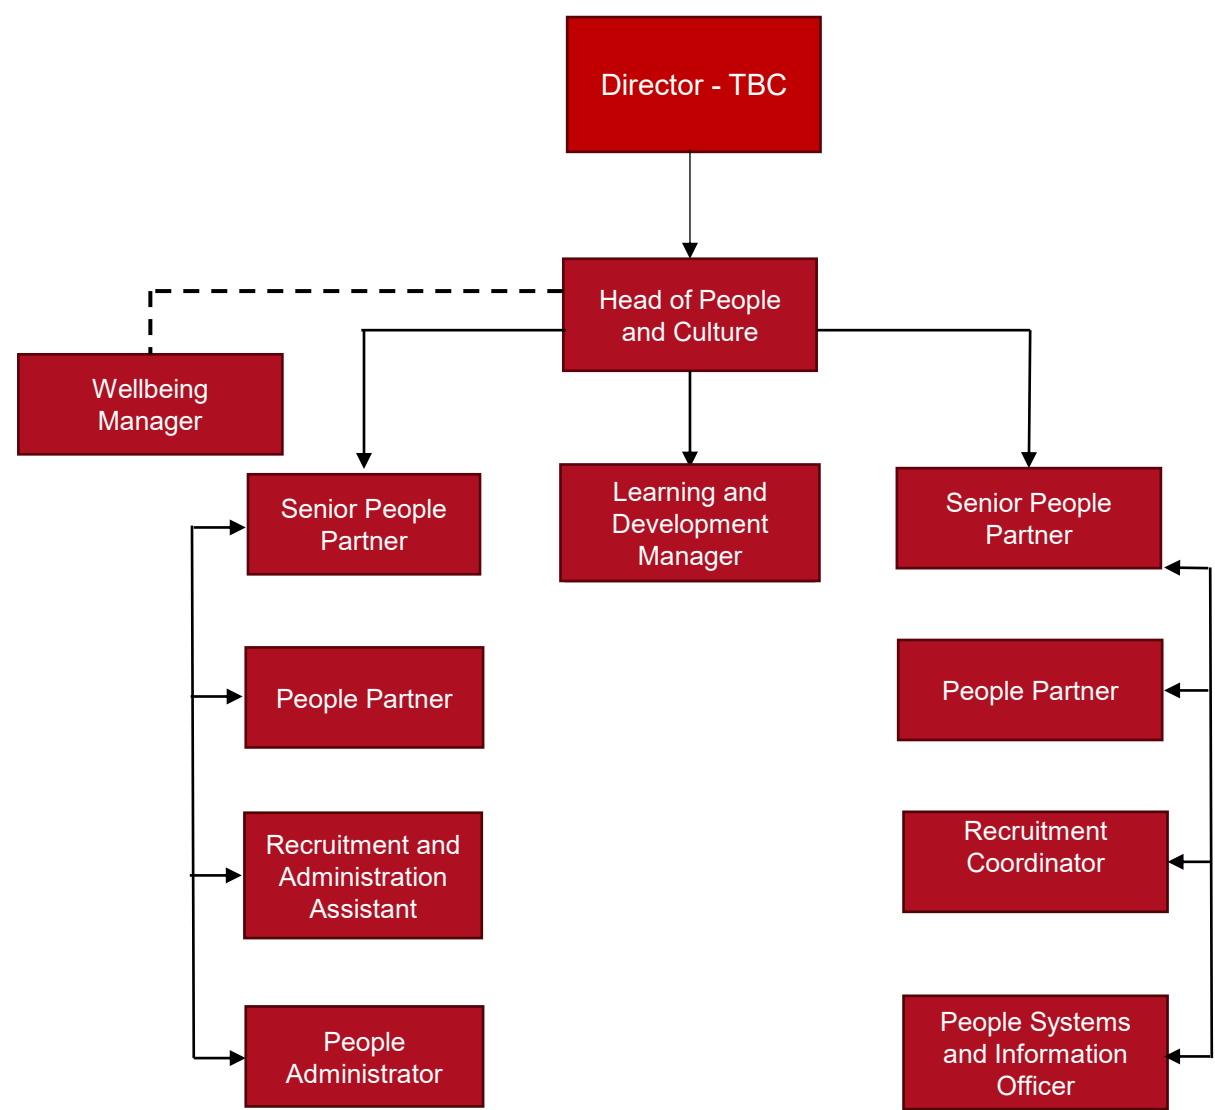 Director - TBC
Head of People
and Culture
Wellbeing
Manager
Senior People
Partner
Learning and
Development
Manager
Senior People
Partner
People Partner
People Partner
Recruitment and
Administration
Assistant
Recruitment
Coordinator
People
Administrator
People Systems
and Information
Officer